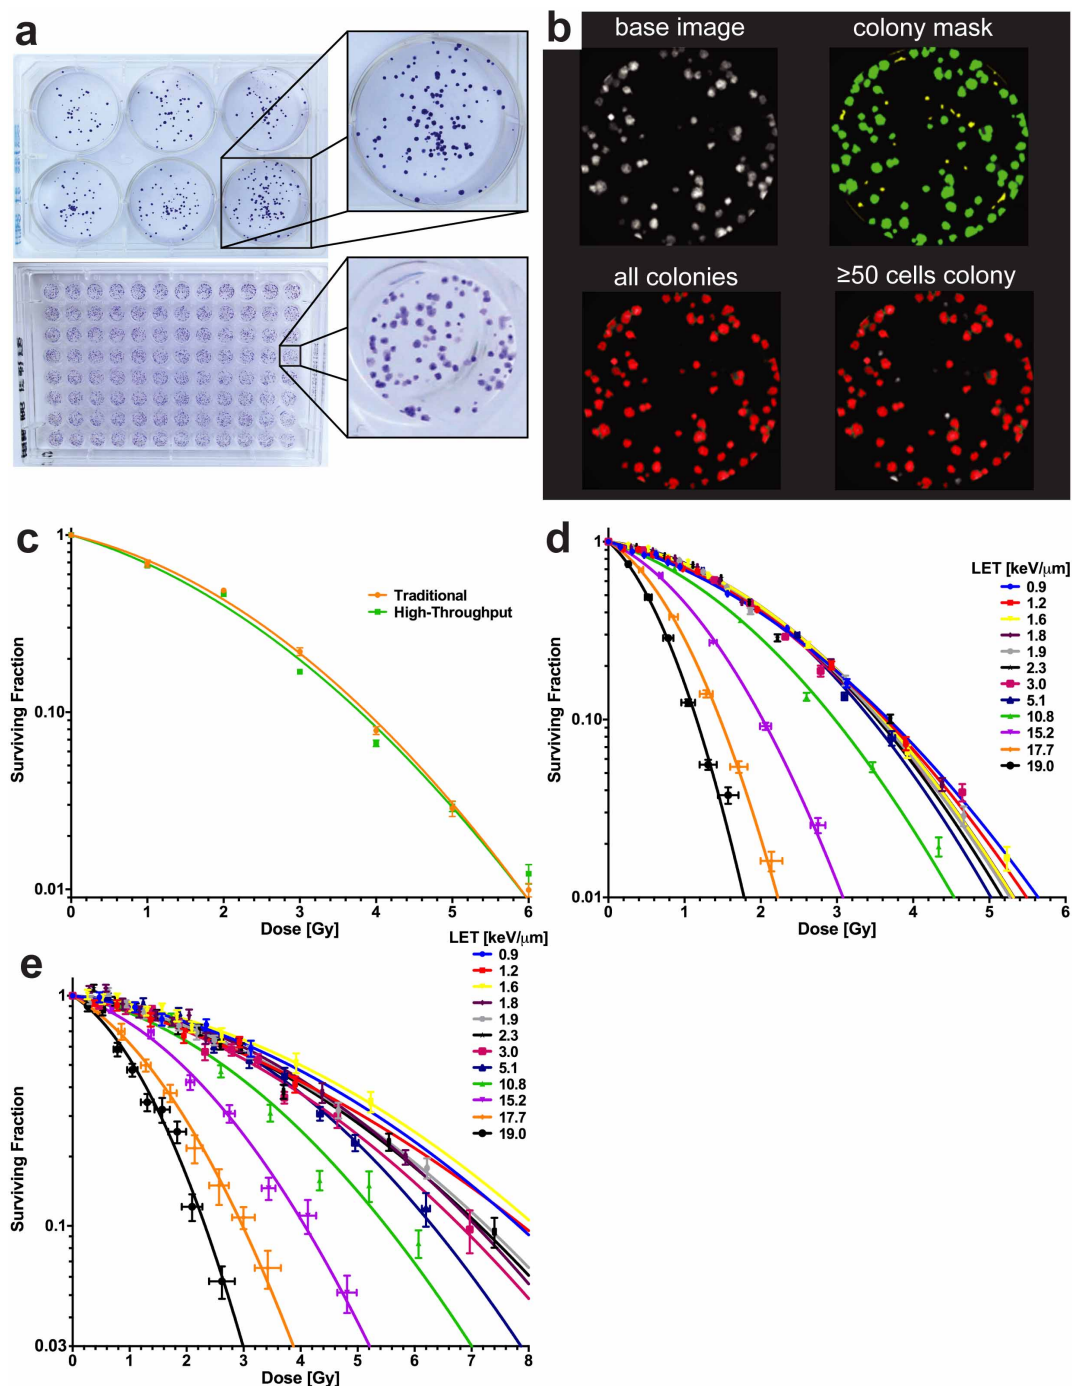 a
b
base image
colony mask
all colonies
≥50 cells colony
c
1
0.10
0.01
Surviving Fraction
0 1 2 3 4 5 6
Dose [Gy]
Traditional
High-Throughput
d
1
0.10
0.01
Surviving Fraction
0 1 2 3 4 5 6
Dose [Gy]
LET [keV/μm]
0.9
1.2
1.6
1.8
1.9
2.3
3.0
5.1
10.8
15.2
17.7
19.0
e
1
0.1
0.03
Surviving Fraction
0 1 2 3 4 5 6 7 8
Dose [Gy]
LET [keV/μm]
0.9
1.2
1.6
1.8
1.9
2.3
3.0
5.1
10.8
15.2
17.7
19.0